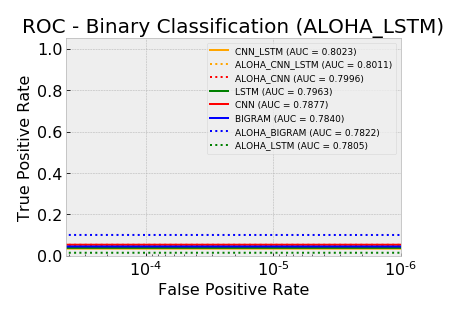 ROC - Binary Classification (ALOHA_LSTM)
True Positive Rate
1.0
0.8
0.6
0.4
0.2
0.0
CNN_LSTM (AUC = 0.8023)
ALOHA_CNN_LSTM (AUC = 0.8011)
ALOHA_CNN (AUC = 0.7996)
LSTM (AUC = 0.7963)
CNN (AUC = 0.7877)
BIGRAM (AUC = 0.7840)
ALOHA_BIGRAM (AUC = 0.7822)
ALOHA_LSTM (AUC = 0.7805)
10⁻⁴ 10⁻⁵ 10⁻⁶
False Positive Rate